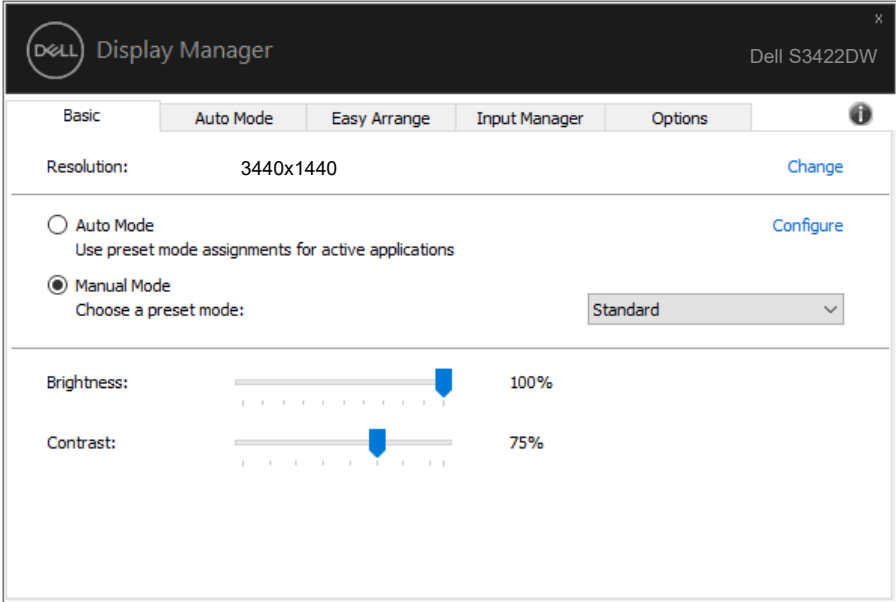 x
DELL Display Manager
Dell S3422DW
Basic Auto Mode Easy Arrange Input Manager Options i
Resolution: 3440x1440 Change
Auto Mode Configure
Use preset mode assignments for active applications
Manual Mode
Choose a preset mode: Standard
Brightness: 100%
Contrast: 75%